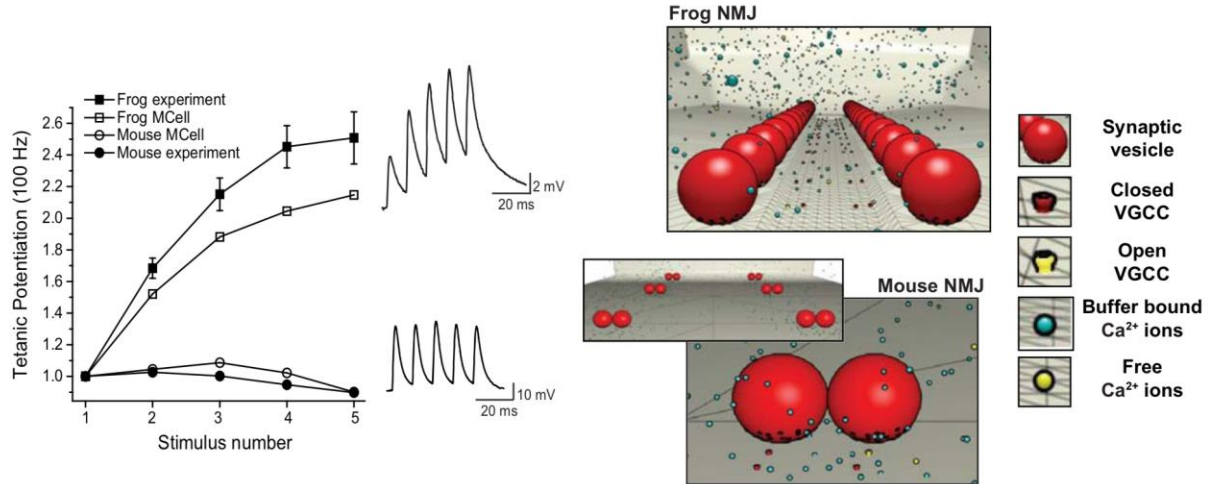 Frog experiment
Frog MCell
Mouse MCell
Mouse experiment
Tetanic Potentiation (100 Hz)
2.6
2.4
2.2
2.0
1.8
1.6
1.4
1.2
1.0
1
2
3
4
5
Stimulus number
2 mV
20 ms
10 mV
20 ms
Frog NMJ
Mouse NMJ
Synaptic
vesicle
Closed
VGCC
Open
VGCC
Buffer bound
Ca²⁺ ions
Free
Ca²⁺ ions